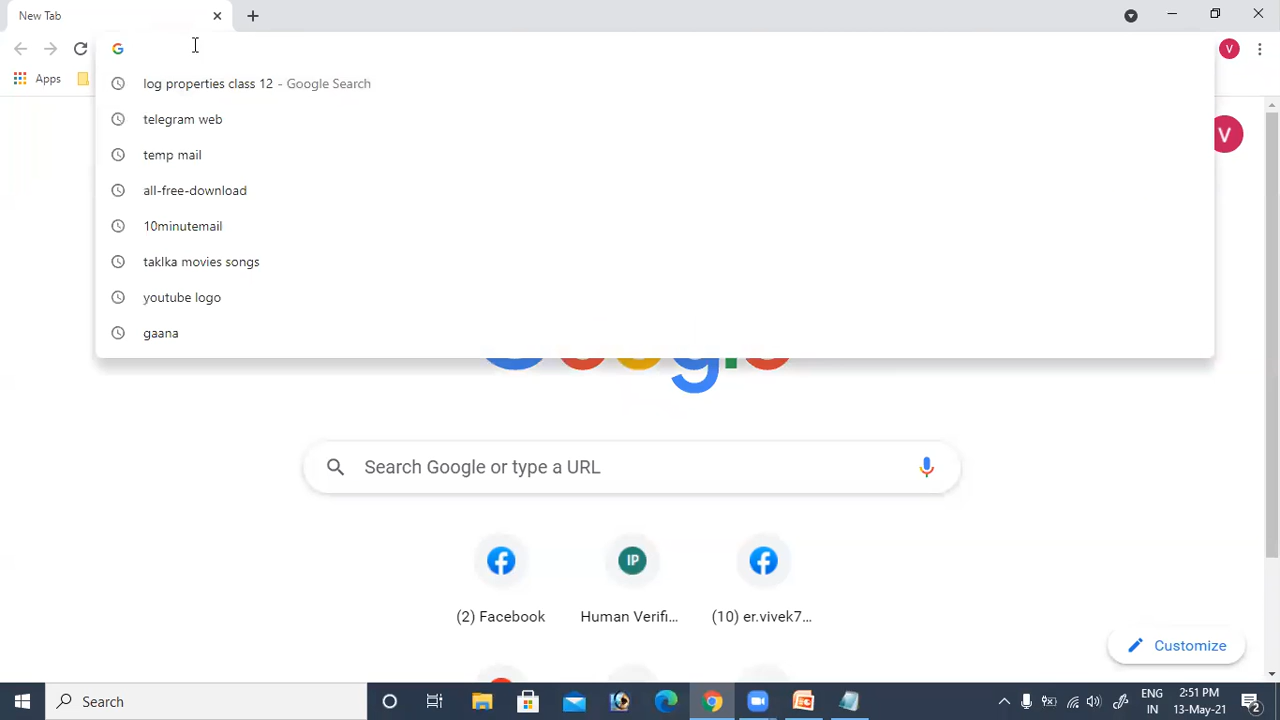 New Tab
log properties class 12 - Google Search
telegram web
temp mail
all-free-download
10minutemail
taklka movies songs
youtube logo
gaana
Apps
V
V
Search Google or type a URL
IP
(2) Facebook
Human Verifi...
(10) er.vivek7...
Customize
Search
ENG
IN
2:51 PM
13-May-21
2